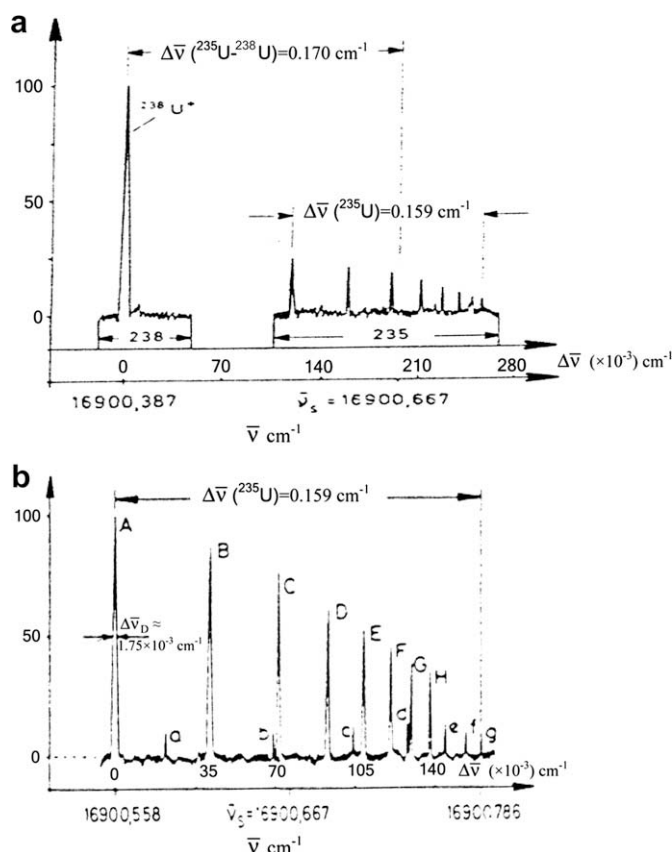 a
Δν̅ (²³⁵U-²³⁸U)=0.170 cm⁻¹
100
²³⁸U⁺
50
Δν̅ (²³⁵U)=0.159 cm⁻¹
0
238
235
0 70 140 210 280 Δν̅ (×10⁻³) cm⁻¹
16900,387 ν̅s = 16900,667
ν̅ cm⁻¹
b
Δν̅ (²³⁵U)=0.159 cm⁻¹
100
A
B
C
D
Δν̅D ≈
1.75×10⁻³ cm⁻¹
50
E
F
G
H
a
b
c
d
e
f
g
0
0 35 70 105 140 Δν̅ (×10⁻³) cm⁻¹
16900,558 ν̅s=16900,667 16900,786
ν̅ cm⁻¹